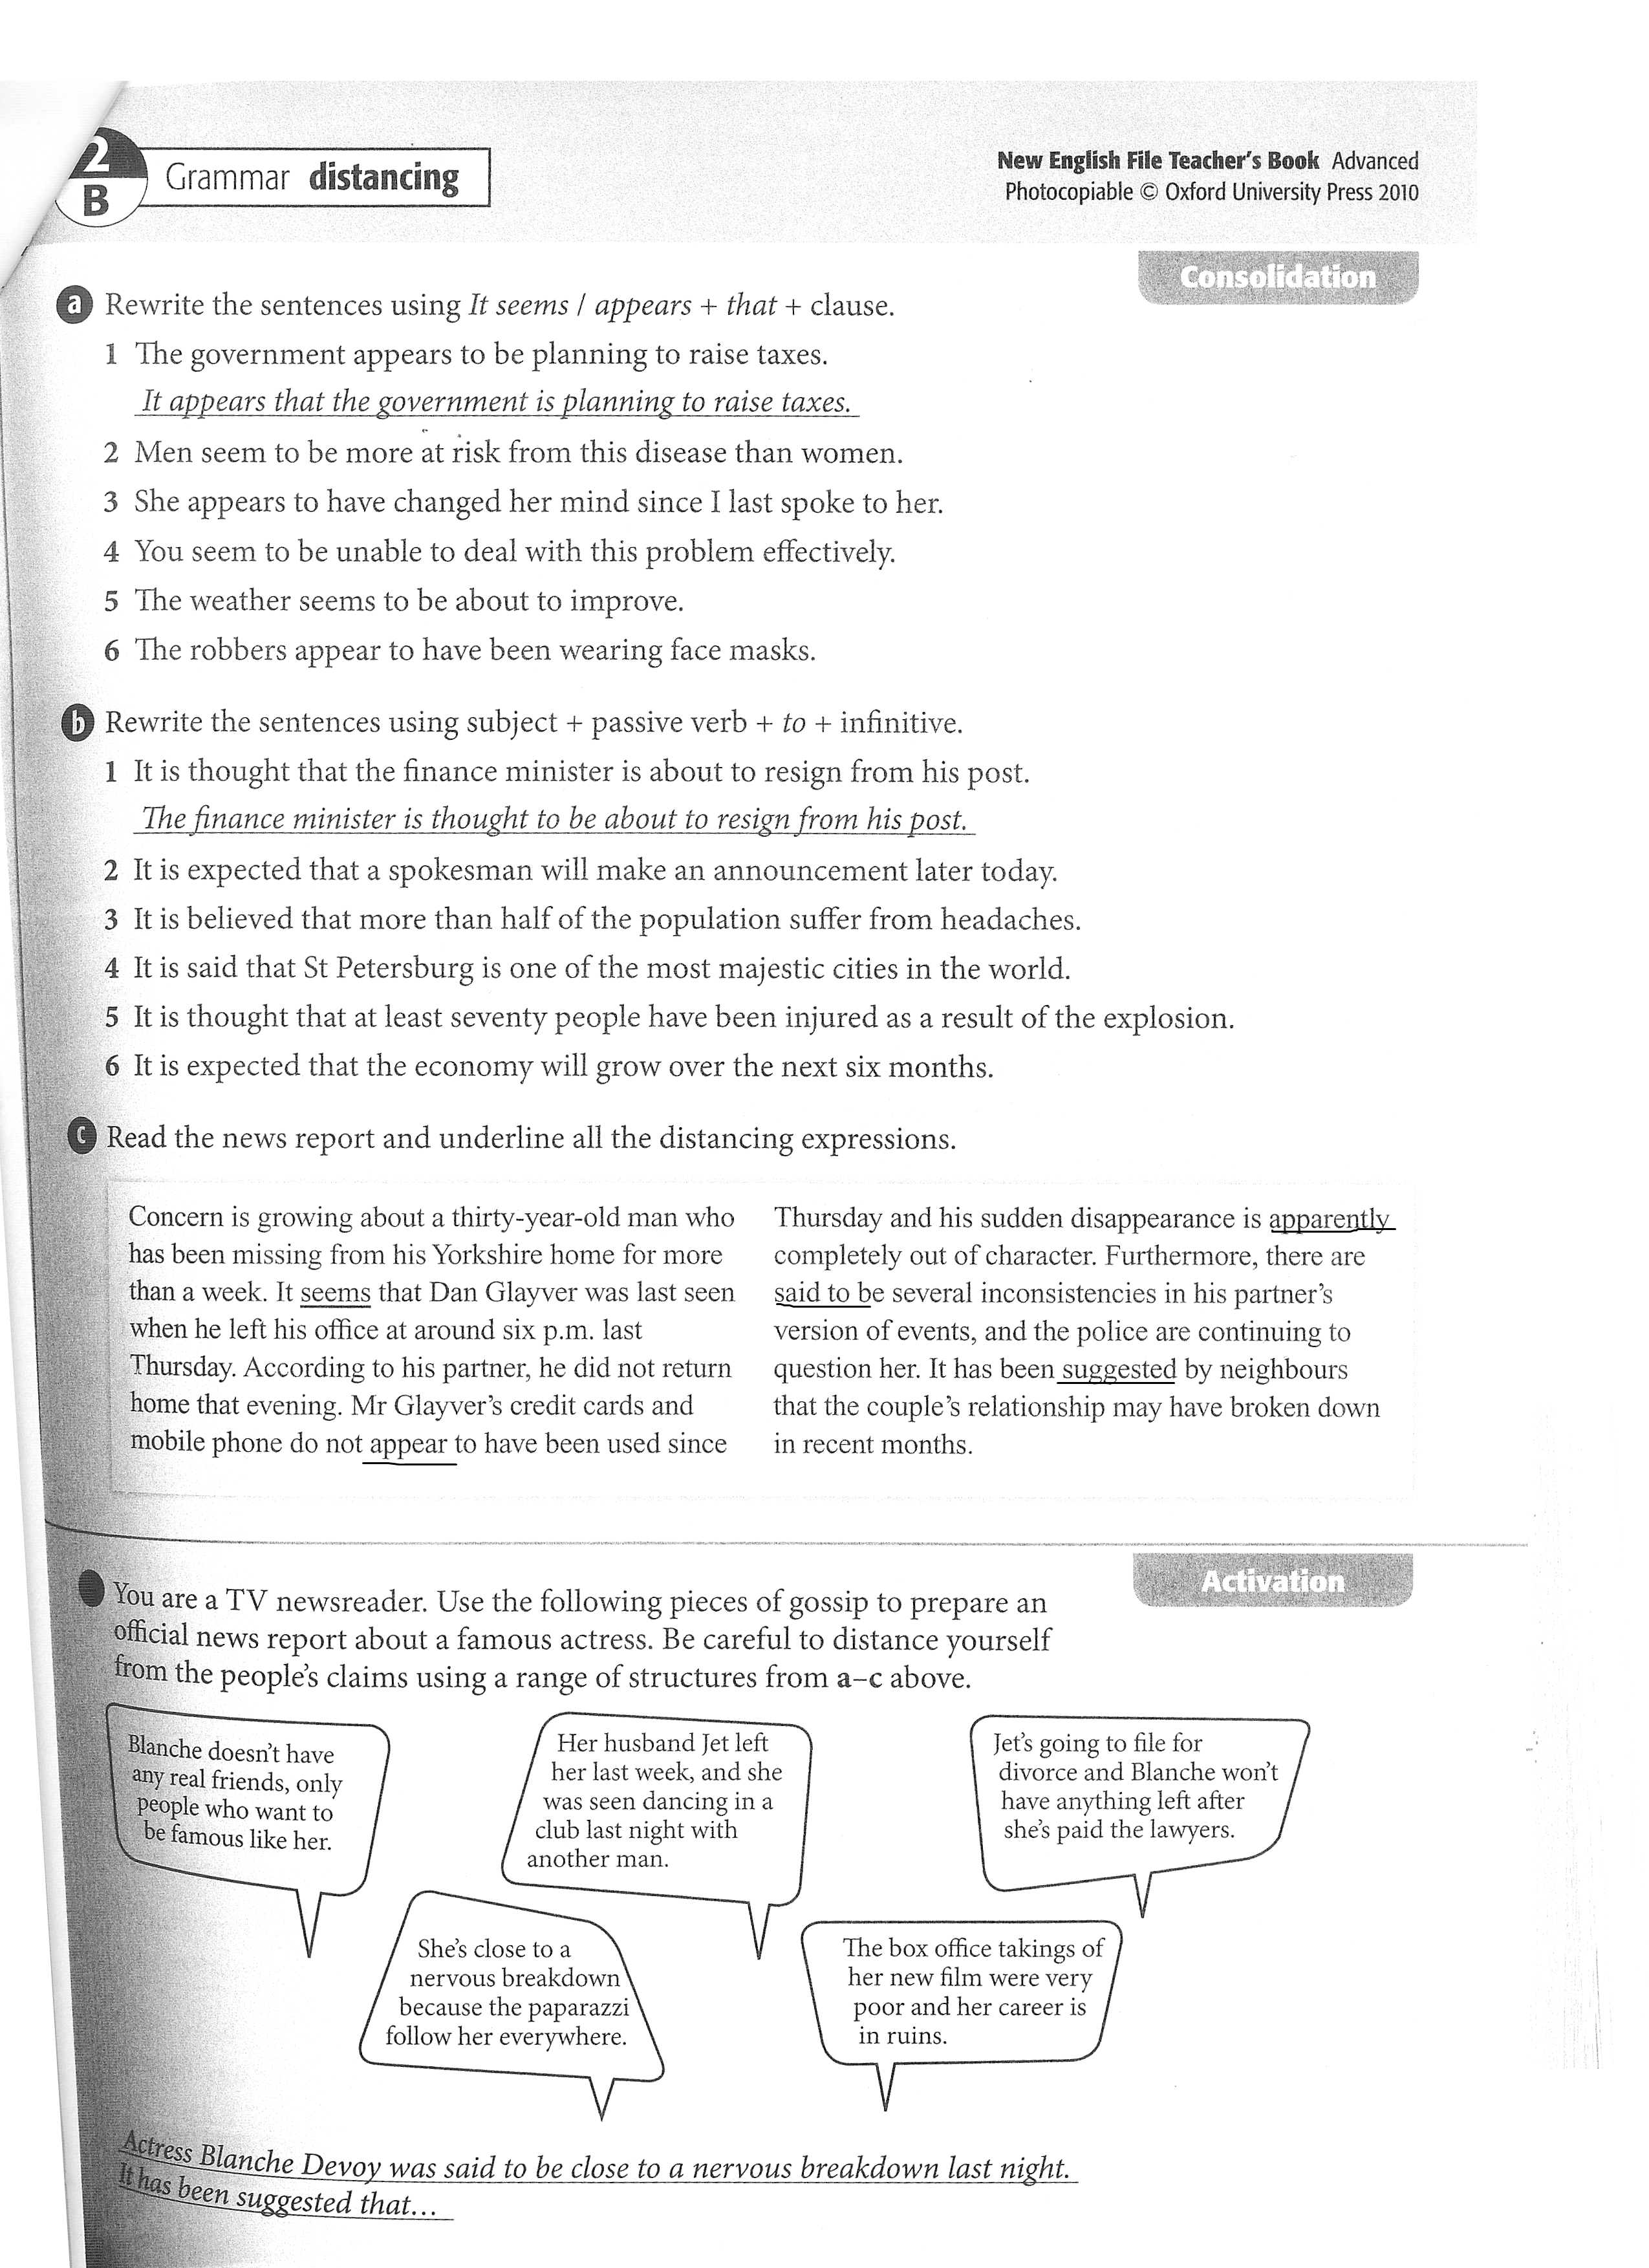 2
B
Grammar distancing
New English File Teacher's Book Advanced
Photocopiable © Oxford University Press 2010
Consolidation
a Rewrite the sentences using It seems / appears + that + clause.
1 The government appears to be planning to raise taxes.
It appears that the government is planning to raise taxes.
2 Men seem to be more at risk from this disease than women.
3 She appears to have changed her mind since I last spoke to her.
4 You seem to be unable to deal with this problem effectively.
5 The weather seems to be about to improve.
6 The robbers appear to have been wearing face masks.
b Rewrite the sentences using subject + passive verb + to + infinitive.
1 It is thought that the finance minister is about to resign from his post.
The finance minister is thought to be about to resign from his post.
2 It is expected that a spokesman will make an announcement later today.
3 It is believed that more than half of the population suffer from headaches.
4 It is said that St Petersburg is one of the most majestic cities in the world.
5 It is thought that at least seventy people have been injured as a result of the explosion.
6 It is expected that the economy will grow over the next six months.
c Read the news report and underline all the distancing expressions.
Concern is growing about a thirty-year-old man who
has been missing from his Yorkshire home for more
than a week. It seems that Dan Glayver was last seen
when he left his office at around six p.m. last
Thursday. According to his partner, he did not return
home that evening. Mr Glayver's credit cards and
mobile phone do not appear to have been used since
Thursday and his sudden disappearance is apparently
completely out of character. Furthermore, there are
said to be several inconsistencies in his partner's
version of events, and the police are continuing to
question her. It has been suggested by neighbours
that the couple's relationship may have broken down
in recent months.
Activation
You are a TV newsreader. Use the following pieces of gossip to prepare an
official news report about a famous actress. Be careful to distance yourself
from the people's claims using a range of structures from a–c above.
Blanche doesn't have
any real friends, only
people who want to
be famous like her.
Her husband Jet left
her last week, and she
was seen dancing in a
club last night with
another man.
Jet's going to file for
divorce and Blanche won't
have anything left after
she's paid the lawyers.
She's close to a
nervous breakdown
because the paparazzi
follow her everywhere.
The box office takings of
her new film were very
poor and her career is
in ruins.
Actress Blanche Devoy was said to be close to a nervous breakdown last night.
It has been suggested that...